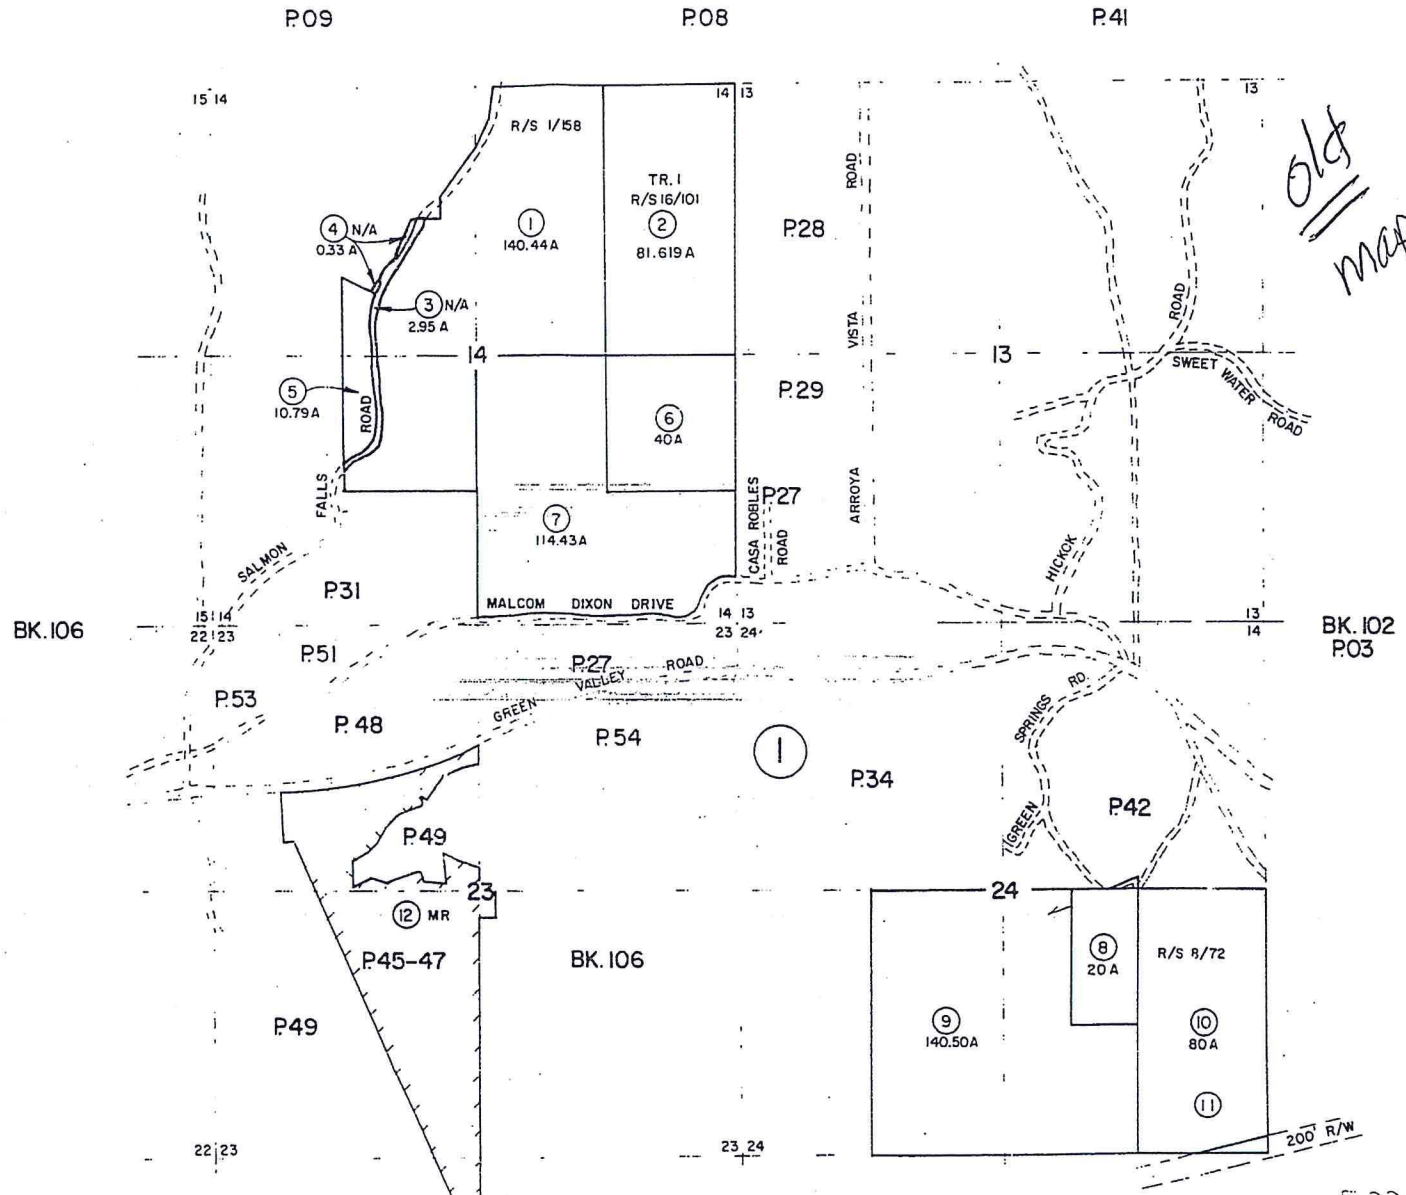 P.09
P.08
P.41
15 14
14 13
13
R/S 1/158
old
map
TR. 1
R/S 16/101
4 N/A
0.33 A
1
140.44A
2
81.619A
P.28
ROAD
3 N/A
2.95 A
VISTA
ROAD
14
13
SWEET WATER ROAD
5
10.79A
ROAD
P.29
6
40A
FALLS
ARROYA
P.27
CASA ROBLES
ROAD
7
114.43A
SALMON
HICKCK
P.31
MALCOM DIXON DRIVE
15 14
22 23
14 13
23 24
13
14
BK. 106
BK. 102
P.03
P.51
P.27
GREEN VALLEY ROAD
P.53
P. 48
P.54
1
P.34
GREEN SPRINGS RD.
P.42
P.49
23
24
12 MR
P.45-47
BK. 106
8
20 A
R/S 8/72
P.49
9
140.50A
10
80 A
11
22 23
23 24
200' R/W